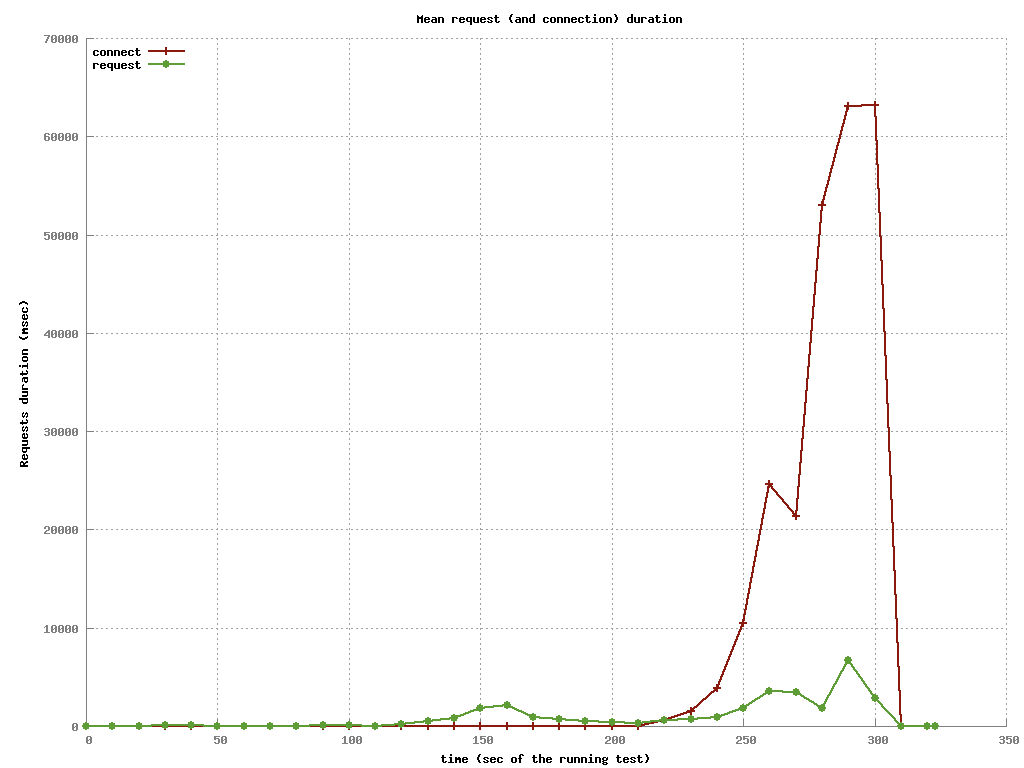 Mean request (and connection) duration
70000
connect
request
60000
50000
40000
30000
20000
10000
0
Requests duration (msec)
0 50 100 150 200 250 300 350
time (sec of the running test)